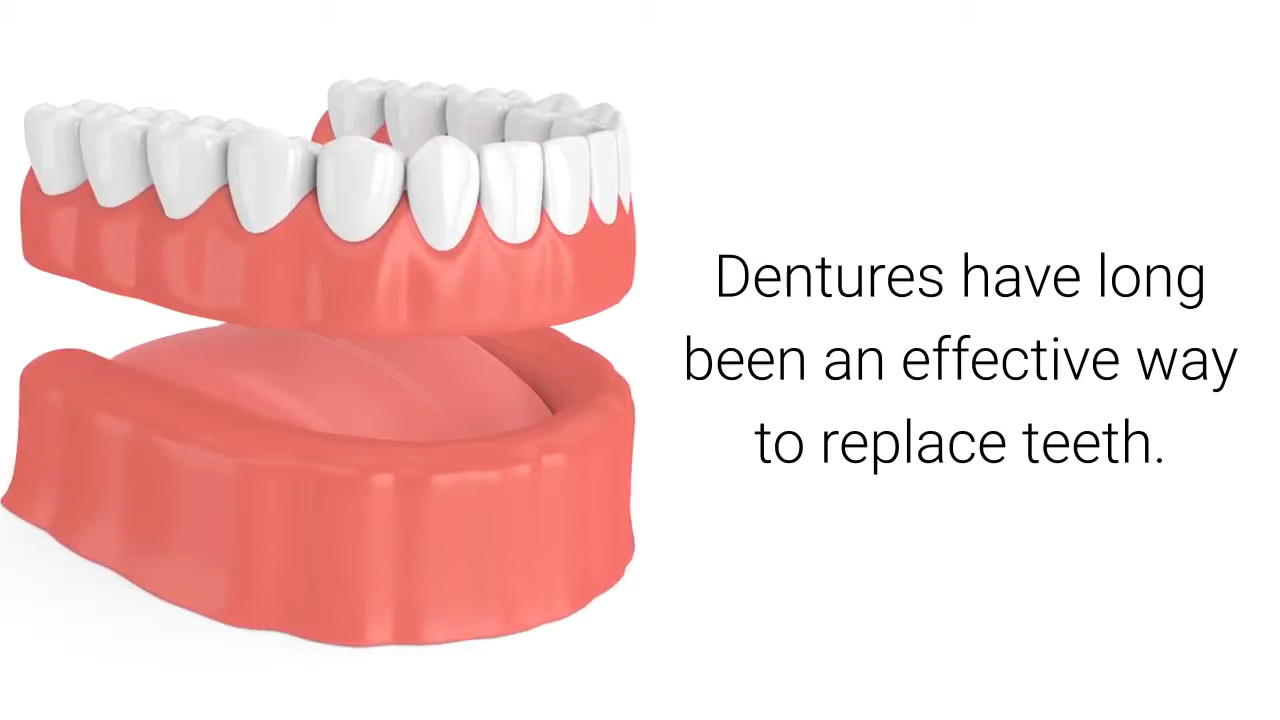 Dentures have long
been an effective way
to replace teeth.